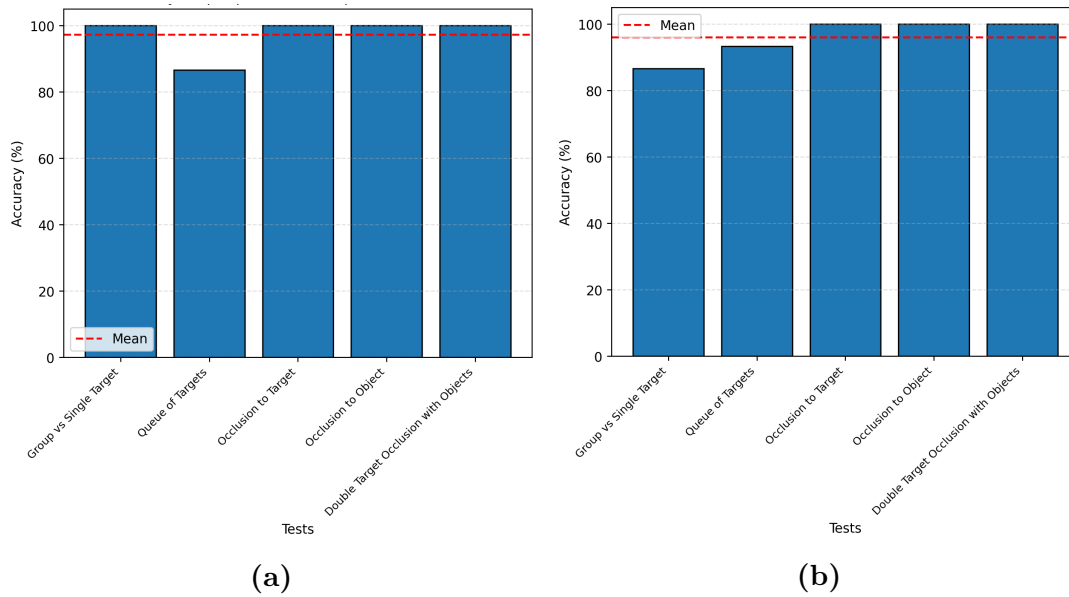 100
80
60
40
20
0
Accuracy (%)
Mean
Group vs Single Target
Queue of Targets
Occlusion to Target
Occlusion to Object
Double Target Occlusion with Objects
Tests
(a)
100
80
60
40
20
0
Accuracy (%)
Mean
Group vs Single Target
Queue of Targets
Occlusion to Target
Occlusion to Object
Double Target Occlusion with Objects
Tests
(b)